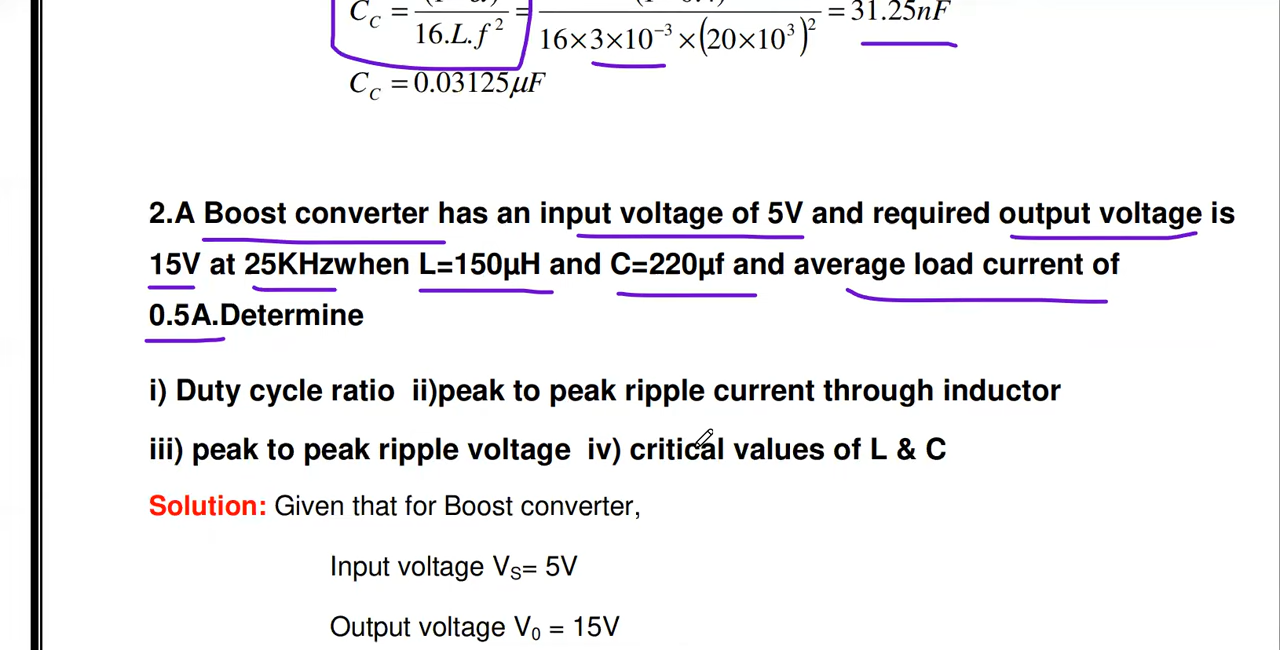 C_C = / 16.L.f² = / 16×3×10⁻³×(20×10³)² = 31.25nF
C_C = 0.03125μF
2.A Boost converter has an input voltage of 5V and required output voltage is
15V at 25KHzwhen L=150μH and C=220μf and average load current of
0.5A.Determine
i) Duty cycle ratio ii)peak to peak ripple current through inductor
iii) peak to peak ripple voltage iv) critical values of L & C
Solution: Given that for Boost converter,
Input voltage V_S= 5V
Output voltage V_0 = 15V